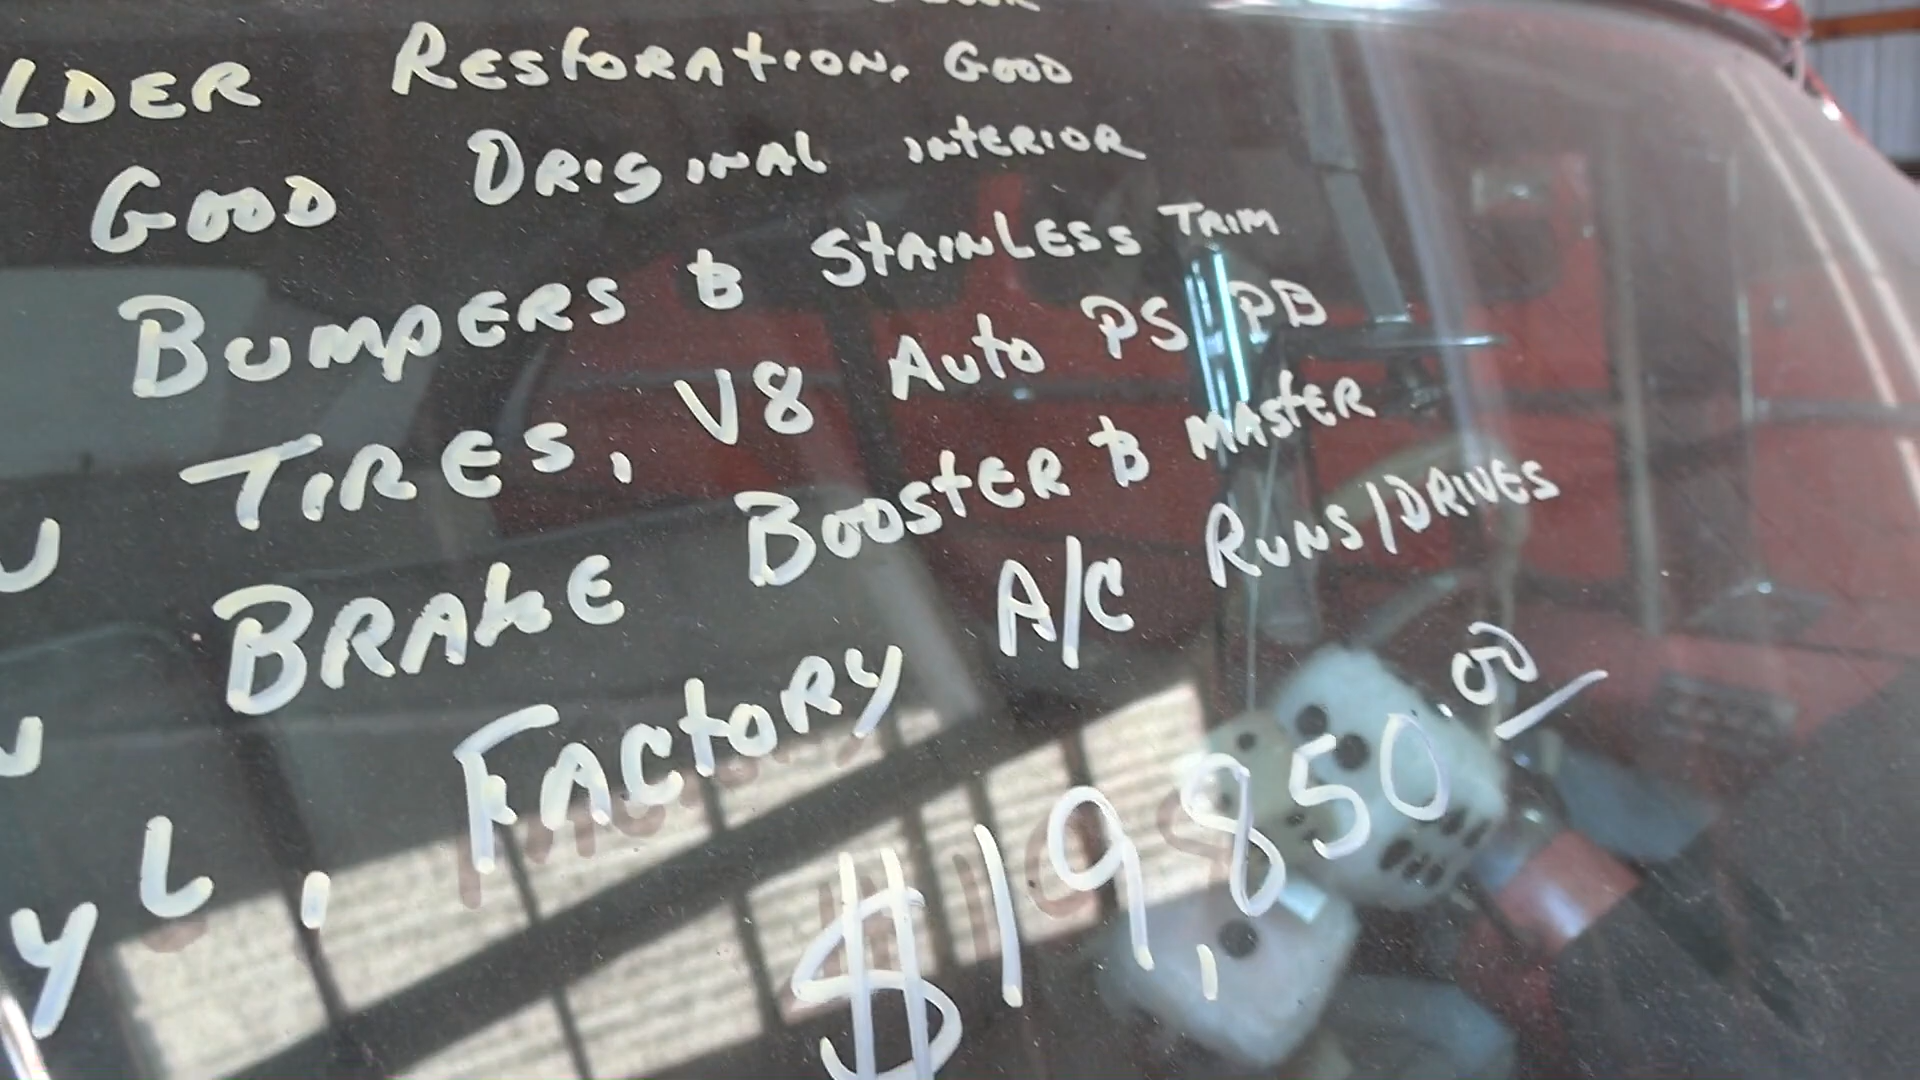 LDER RESTORATION. GOOD
GOOD ORIGINAL INTERIOR
BUMPERS & STAINLESS TRIM
TIRES, V8 AUTO PS PB
BRAKE BOOSTER & MASTER
YL, FACTORY A/C RUNS/DRIVES
$19,850.00